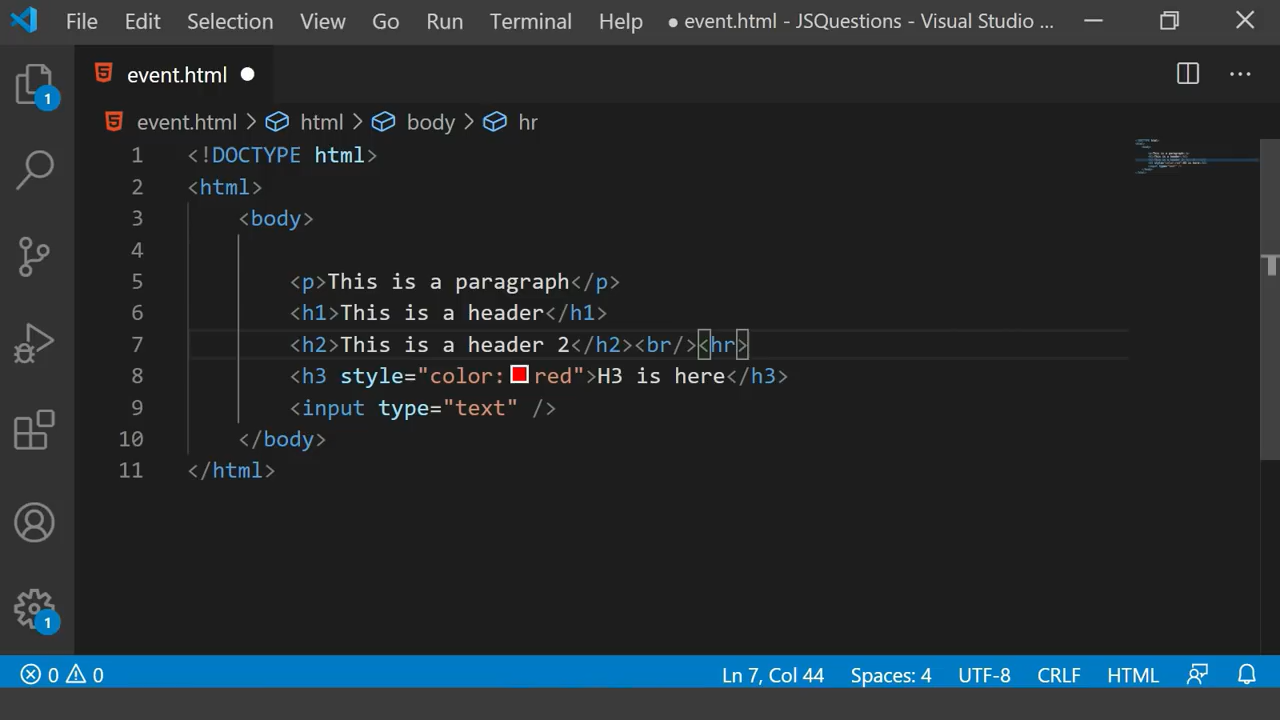 File Edit Selection View Go Run Terminal Help ● event.html - JSQuestions - Visual Studio ...
event.html ●
event.html > html > body > hr
1 <!DOCTYPE html>
2 <html>
3 <body>
4
5 <p>This is a paragraph</p>
6 <h1>This is a header</h1>
7 <h2>This is a header 2</h2><br/><hr>
8 <h3 style="color:red">H3 is here</h3>
9 <input type="text" />
10 </body>
11 </html>
1
1
0 0 Ln 7, Col 44 Spaces: 4 UTF-8 CRLF HTML